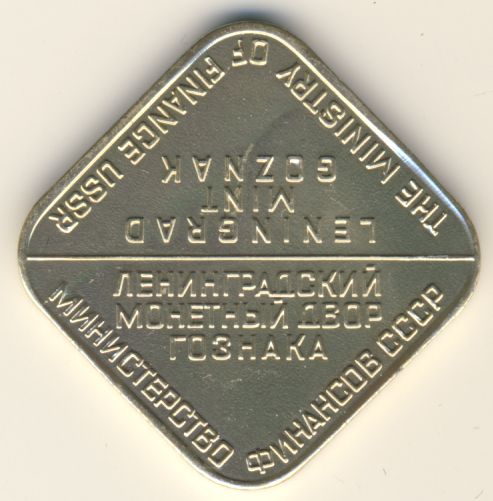 THE MINISTRY OF FINANCE USSR
LENINGRAD
MINT
GOZNAK
ЛЕНИНГРАДСКИЙ
МОНЕТНЫЙ ДВОР
ГОЗНАКА
МИНИСТЕРСТВО ФИНАНСОВ СССР